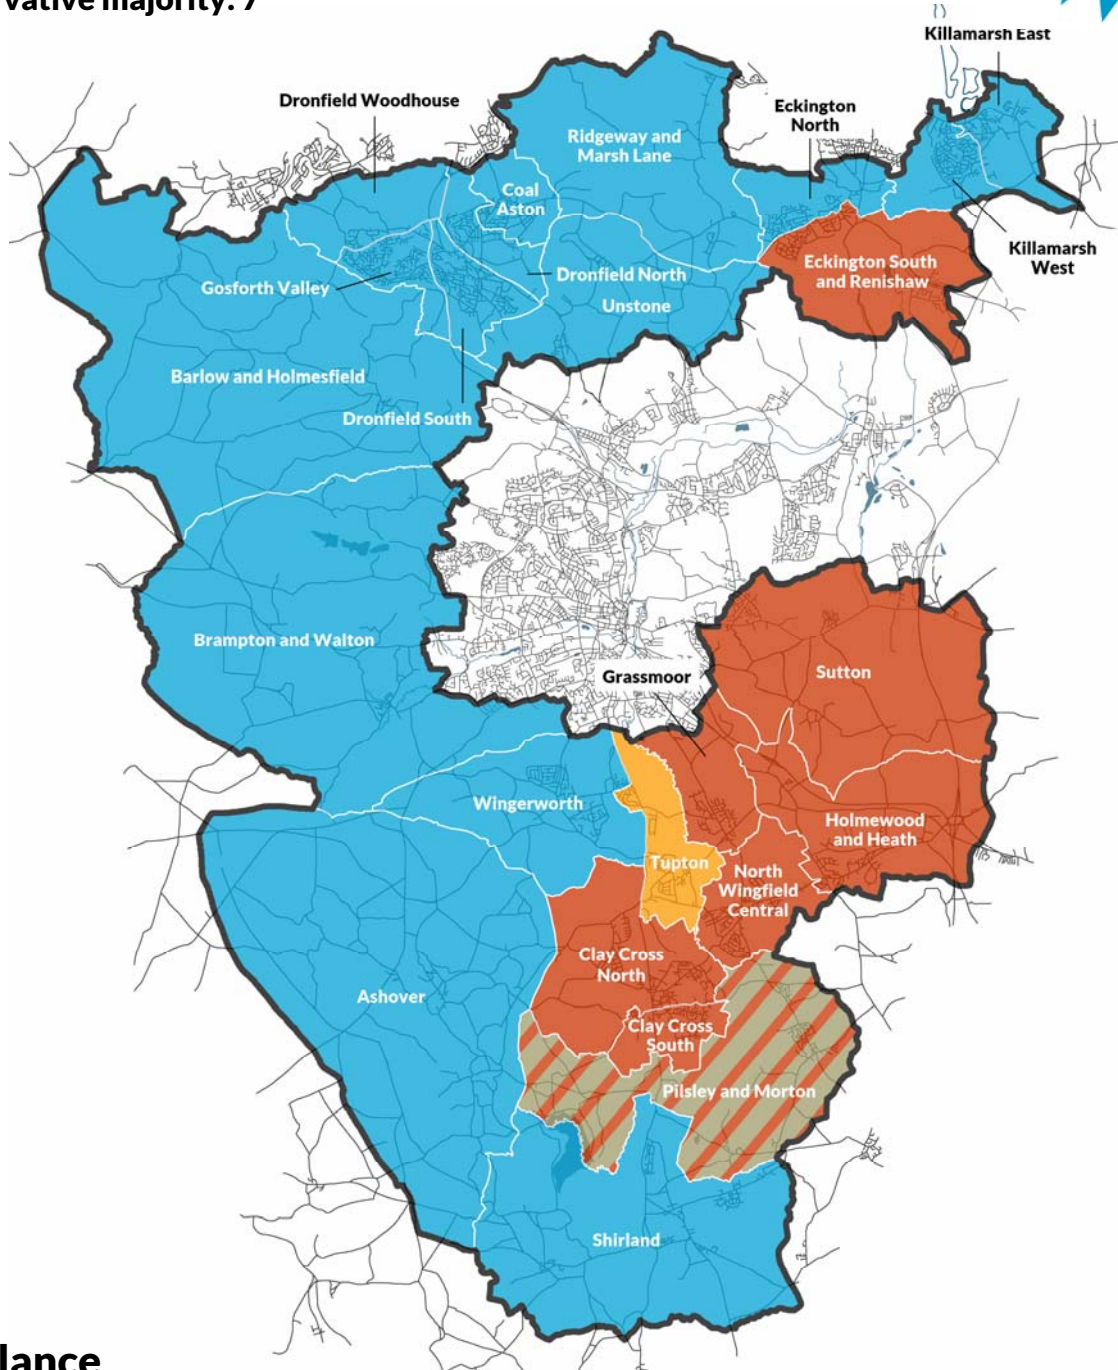 vative majority: 7
Killamarsh East
Dronfield Woodhouse
Eckington
North
Ridgeway and
Marsh Lane
Coal
Aston
Killamarsh
West
Eckington South
and Renishaw
Gosforth Valley
Dronfield North
Unstone
Barlow and Holmesfield
Dronfield South
Brampton and Walton
Grassmoor
Sutton
Wingerworth
Holmewood
and Heath
Tupton
North
Wingfield
Central
Clay Cross
North
Ashover
Clay Cross
South
Pilsley and Morton
Shirland
lance